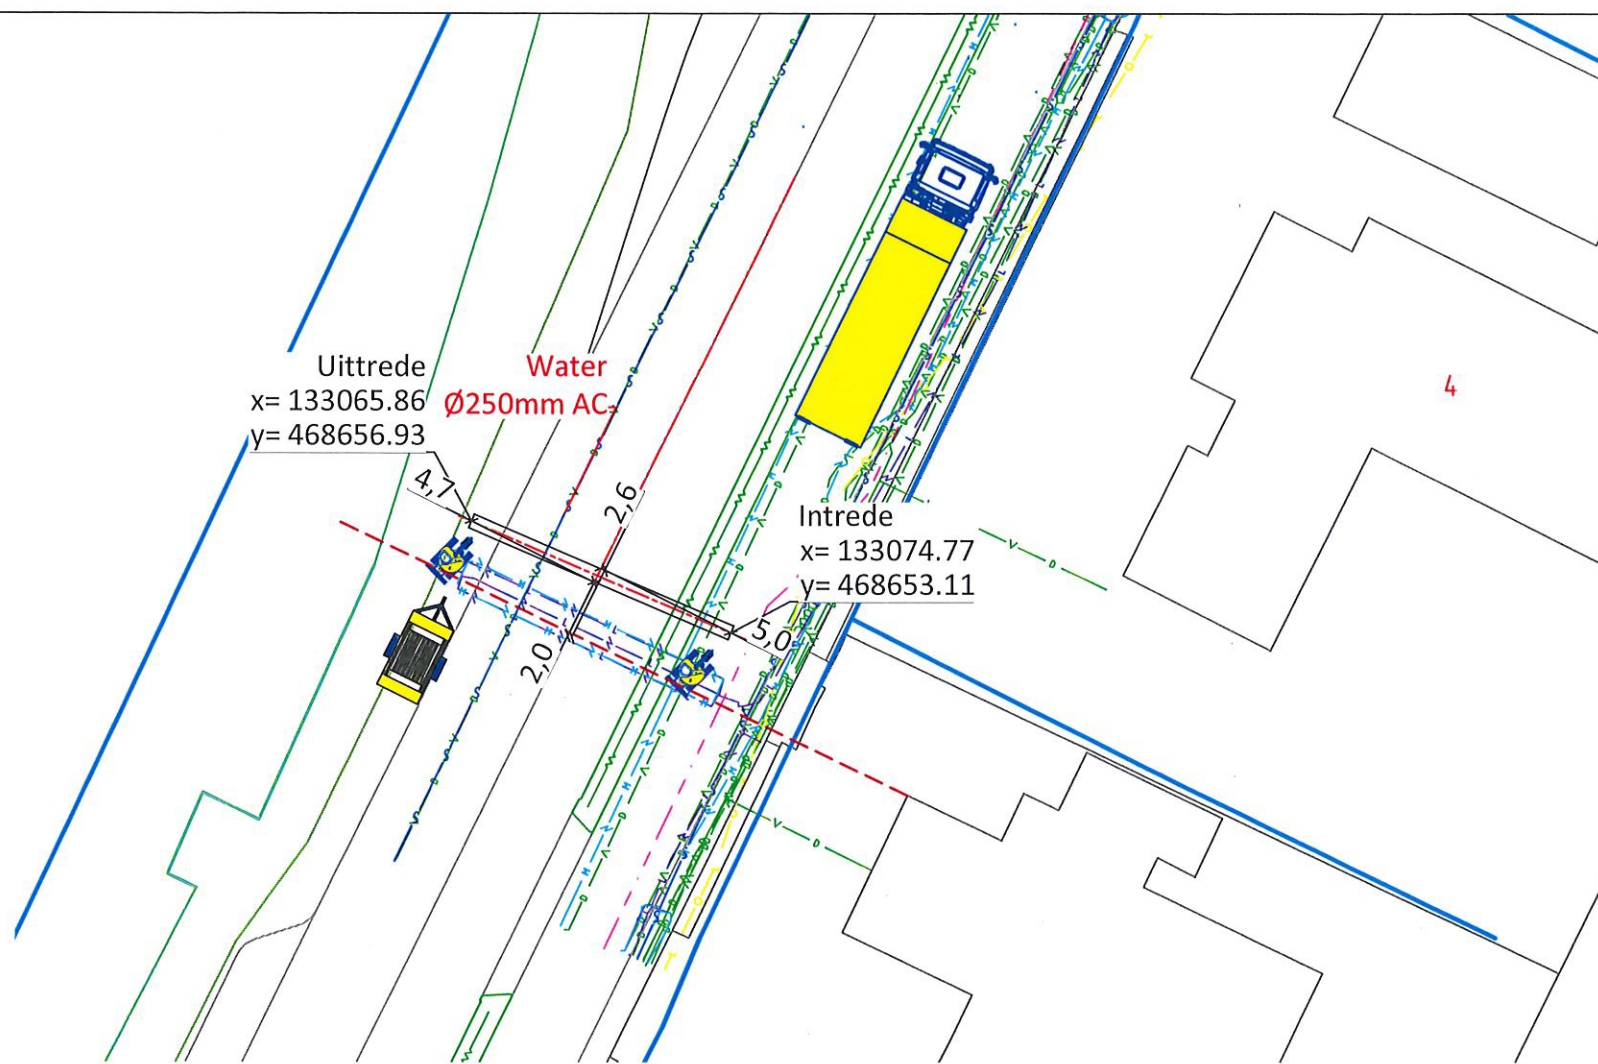 Uittrede
x= 133065.86
y= 468656.93
Water
Ø250mm AC
4,7
2,6
Intrede
x= 133074.77
y= 468653.11
5,0
2,0
4